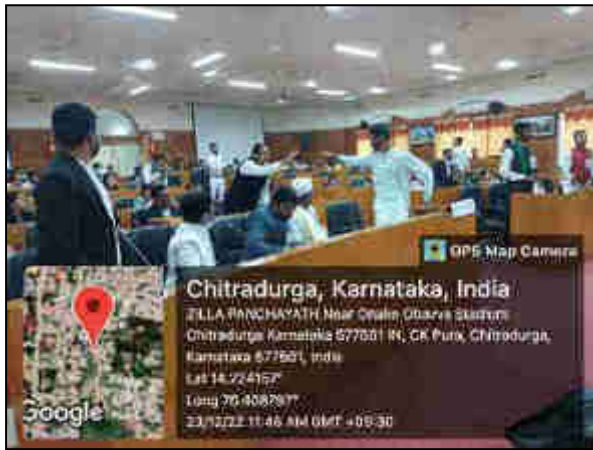 GPS Map Camera
Chitradurga, Karnataka, India
ZILLA PANCHAYATH Near Onake Obavva Stadium
Chitradurga Karnataka 577501 IN, CK Pura, Chitradurga,
Karnataka 577501, India
Lat 14.224157°
Long 76.408797°
23/12/22 11:46 AM GMT +05:30
Google